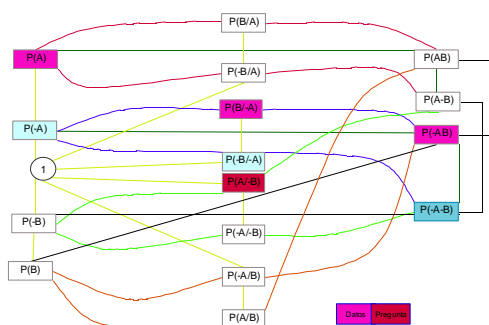 P(B/A)
P(A)
P(AB)
P(-B/A)
P(A-B)
P(B/-A)
P(-A)
P(-AB)
P(-B/-A)
1
P(A/-B)
P(-A-B)
P(-B)
P(-A/-B)
P(B)
P(-A/B)
P(A/B)
Datos
Pregunta